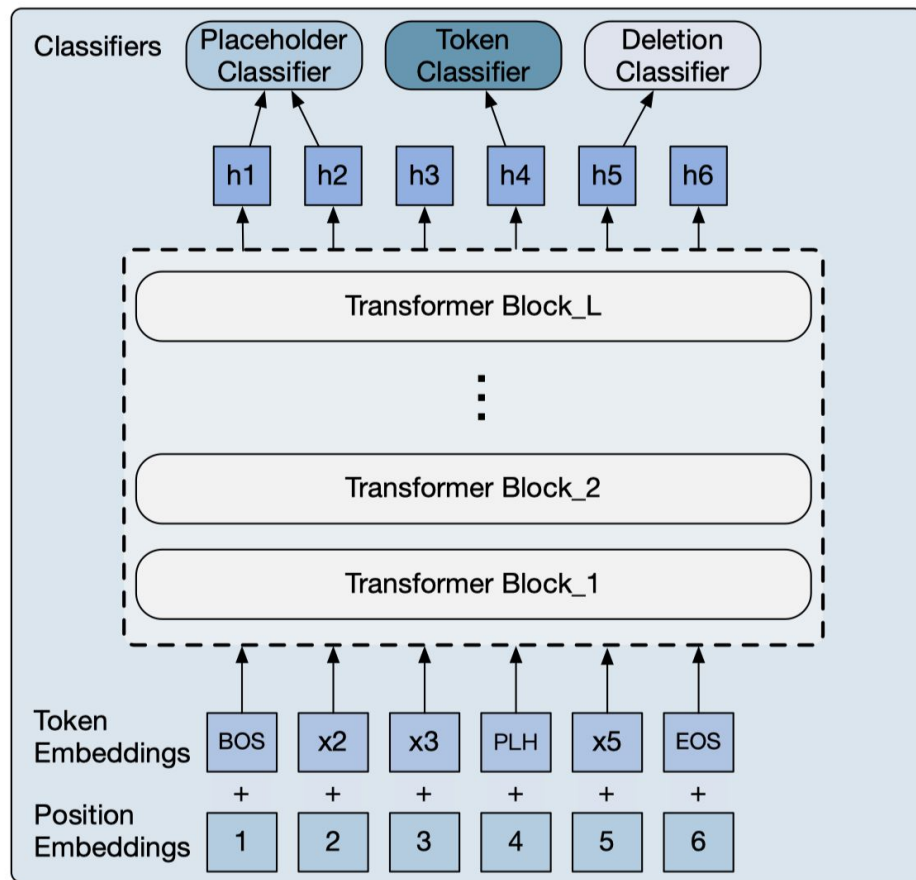 Classifiers
Placeholder
Classifier
Token
Classifier
Deletion
Classifier
h1 h2 h3 h4 h5 h6
Transformer Block_L
Transformer Block_2
Transformer Block_1
Token
Embeddings
BOS x2 x3 PLH x5 EOS
+ + + + + +
Position
Embeddings
1 2 3 4 5 6